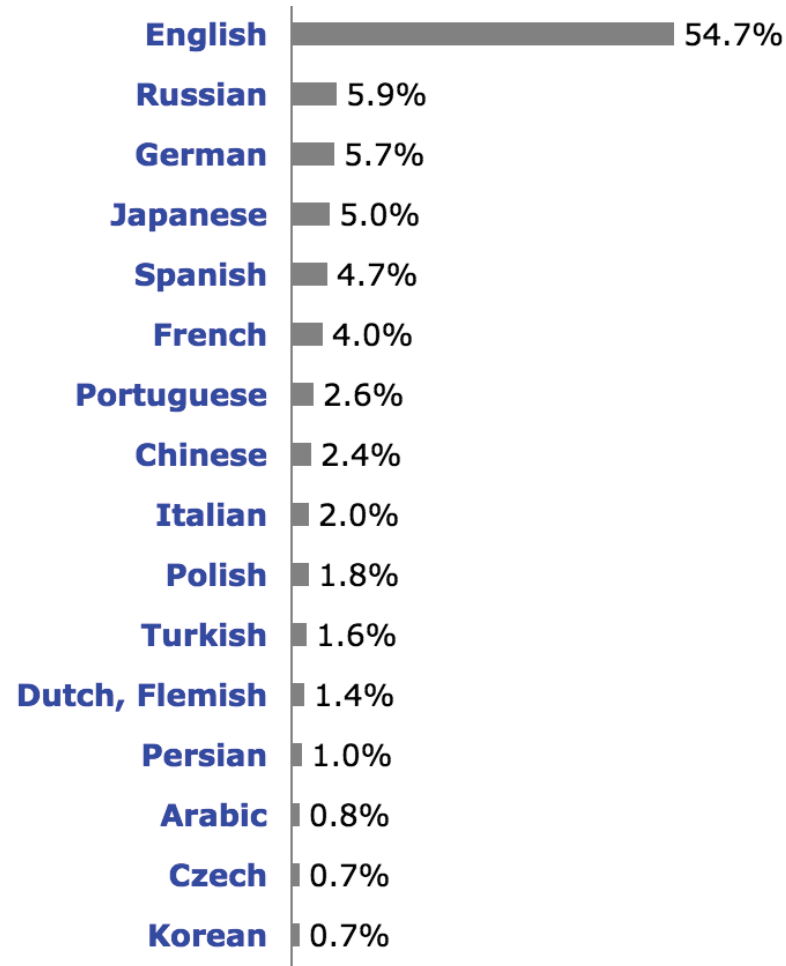 English 54.7%
Russian 5.9%
German 5.7%
Japanese 5.0%
Spanish 4.7%
French 4.0%
Portuguese 2.6%
Chinese 2.4%
Italian 2.0%
Polish 1.8%
Turkish 1.6%
Dutch, Flemish 1.4%
Persian 1.0%
Arabic 0.8%
Czech 0.7%
Korean 0.7%